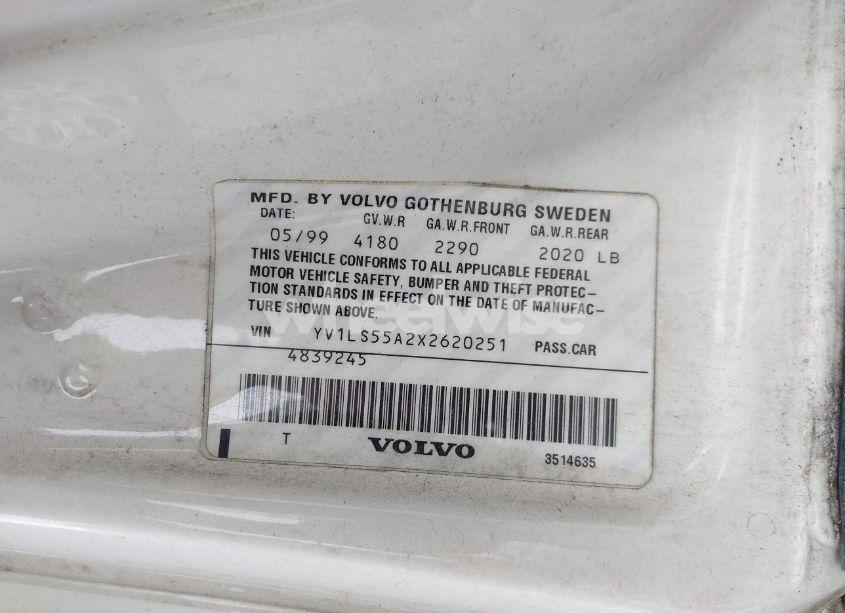 MFD. BY VOLVO GOTHENBURG SWEDEN
DATE: GV.W.R GA.W.R.FRONT GA.W.R.REAR
05/99 4180 2290 2020 LB
THIS VEHICLE CONFORMS TO ALL APPLICABLE FEDERAL
MOTOR VEHICLE SAFETY, BUMPER AND THEFT PROTEC-
TION STANDARDS IN EFFECT ON THE DATE OF MANUFAC-
TURE SHOWN ABOVE.
wheelwise
VIN YV1LS55A2X2620251 PASS.CAR
4839245
T VOLVO 3514635